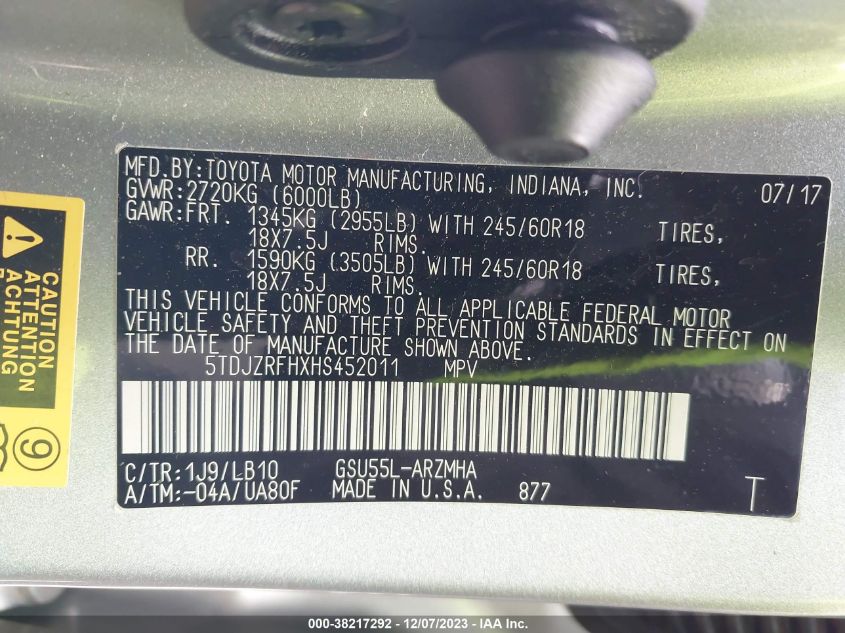 MFD.BY:TOYOTA MOTOR MANUFACTURING, INDIANA, INC. 07/17
GVWR:2720KG (6000LB)
GAWR:FRT. 1345KG (2955LB) WITH 245/60R18 TIRES,
18X7.5J RIMS.
RR. 1590KG (3505LB) WITH 245/60R18 TIRES,
18X7.5J RIMS.
THIS VEHICLE CONFORMS TO ALL APPLICABLE FEDERAL MOTOR
VEHICLE SAFETY AND THEFT PREVENTION STANDARDS IN EFFECT ON
THE DATE OF MANUFACTURE SHOWN ABOVE.
5TDJZRFHXHS452011 MPV
C/TR:1J9/LB10 GSU55L-ARZMHA
A/TM:-04A/UA80F MADE IN U.S.A. 877 T
CAUTION
ATTENTION
ACHTUNG
9
000-38217292 - 12/07/2023 - IAA Inc.